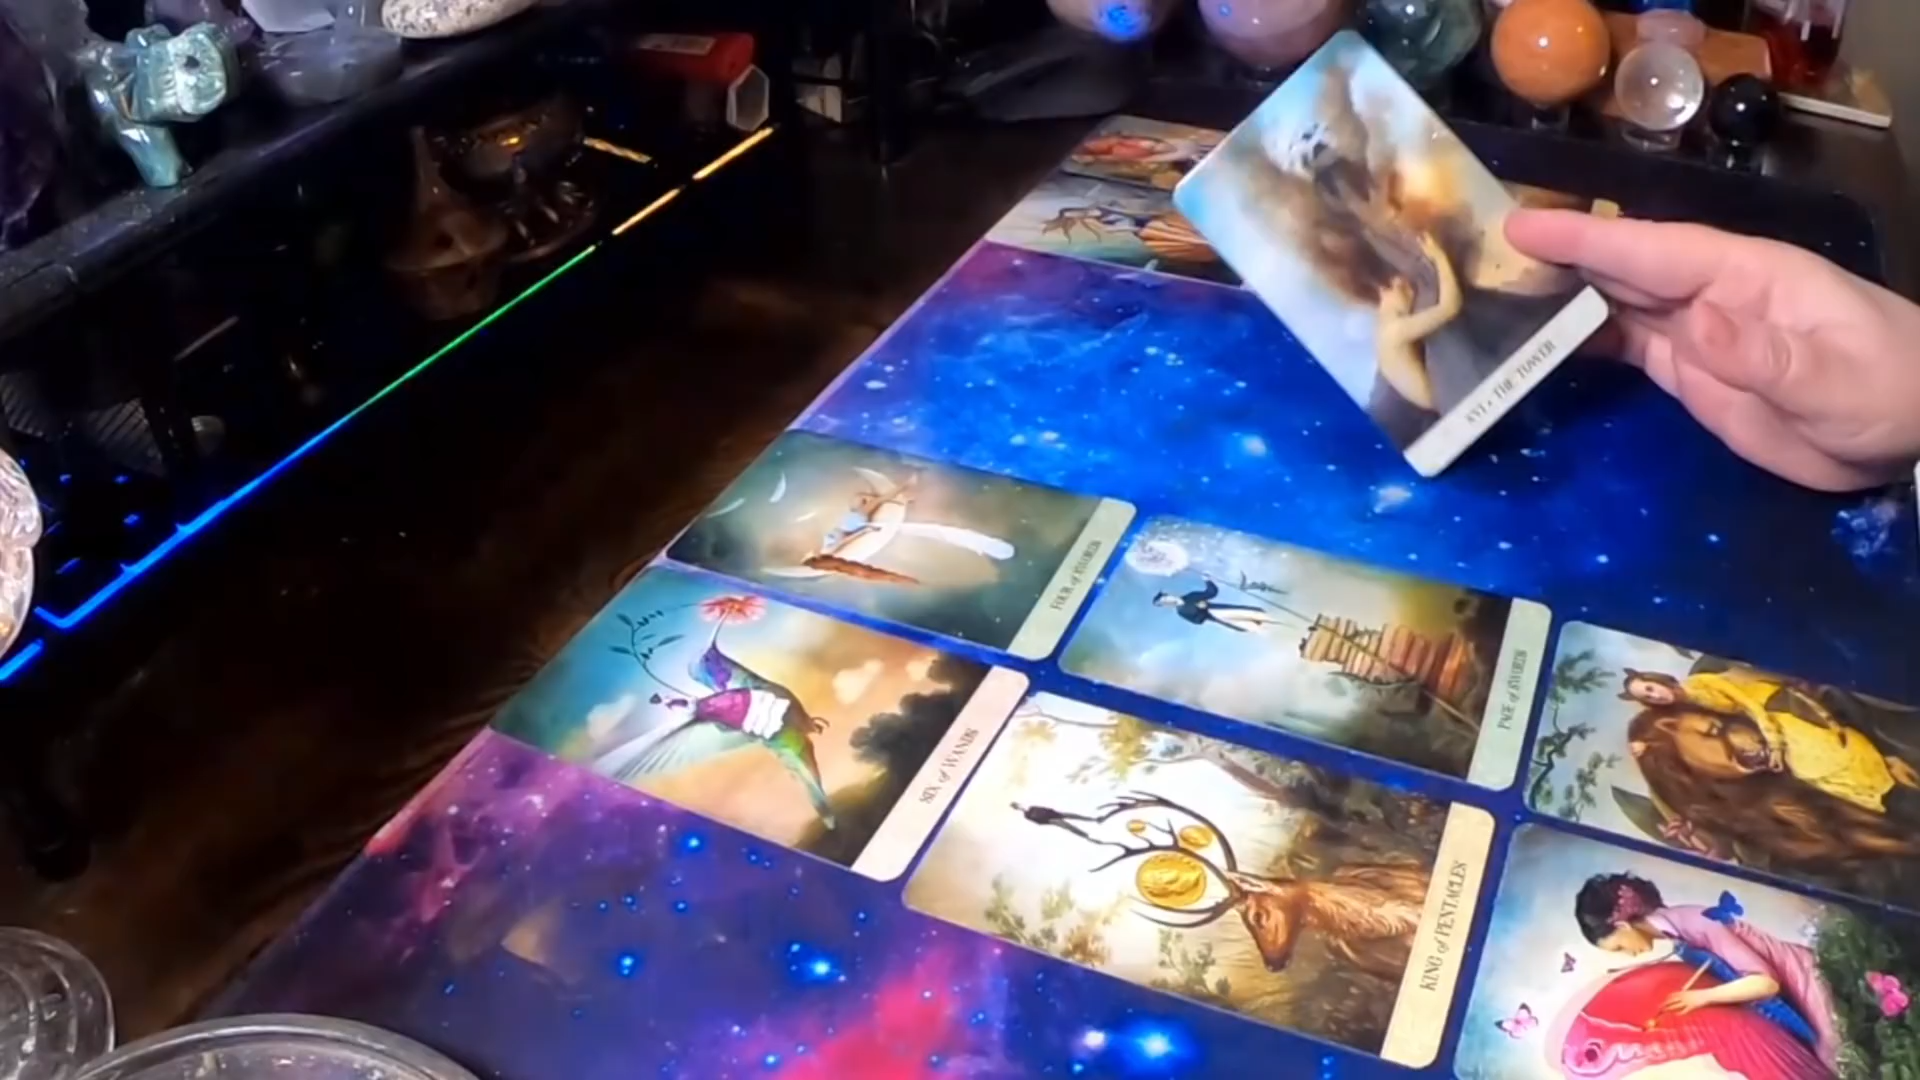 XVI • THE TOWER
FOUR of SWORDS
PAGE of SWORDS
SIX of WANDS
KING of PENTACLES